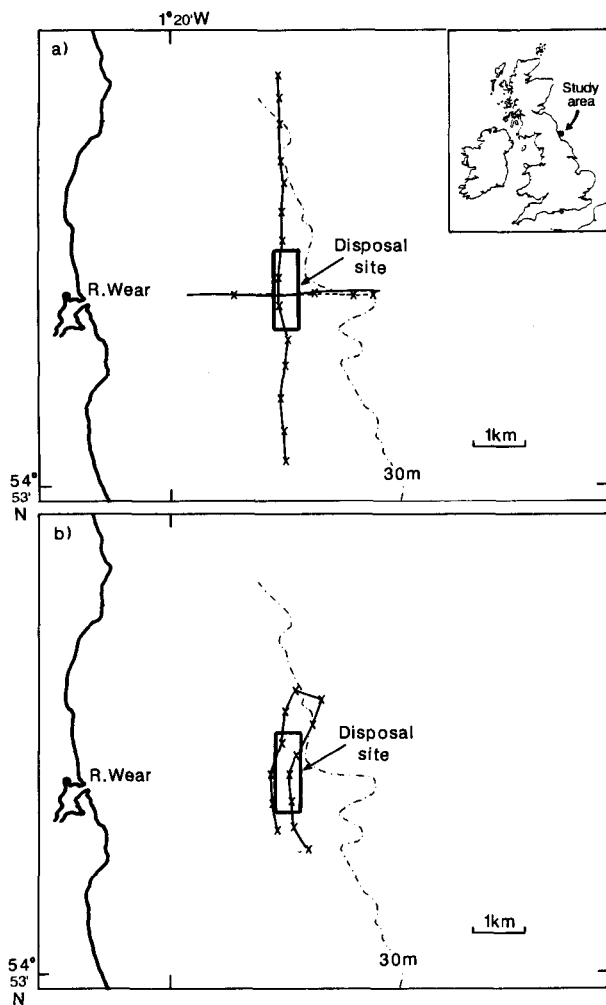 1° 20' W
a)
Study
area
Disposal
site
R.Wear
1km
30m
54°
53'
N
b)
Disposal
site
R.Wear
1km
30m
54°
53'
N